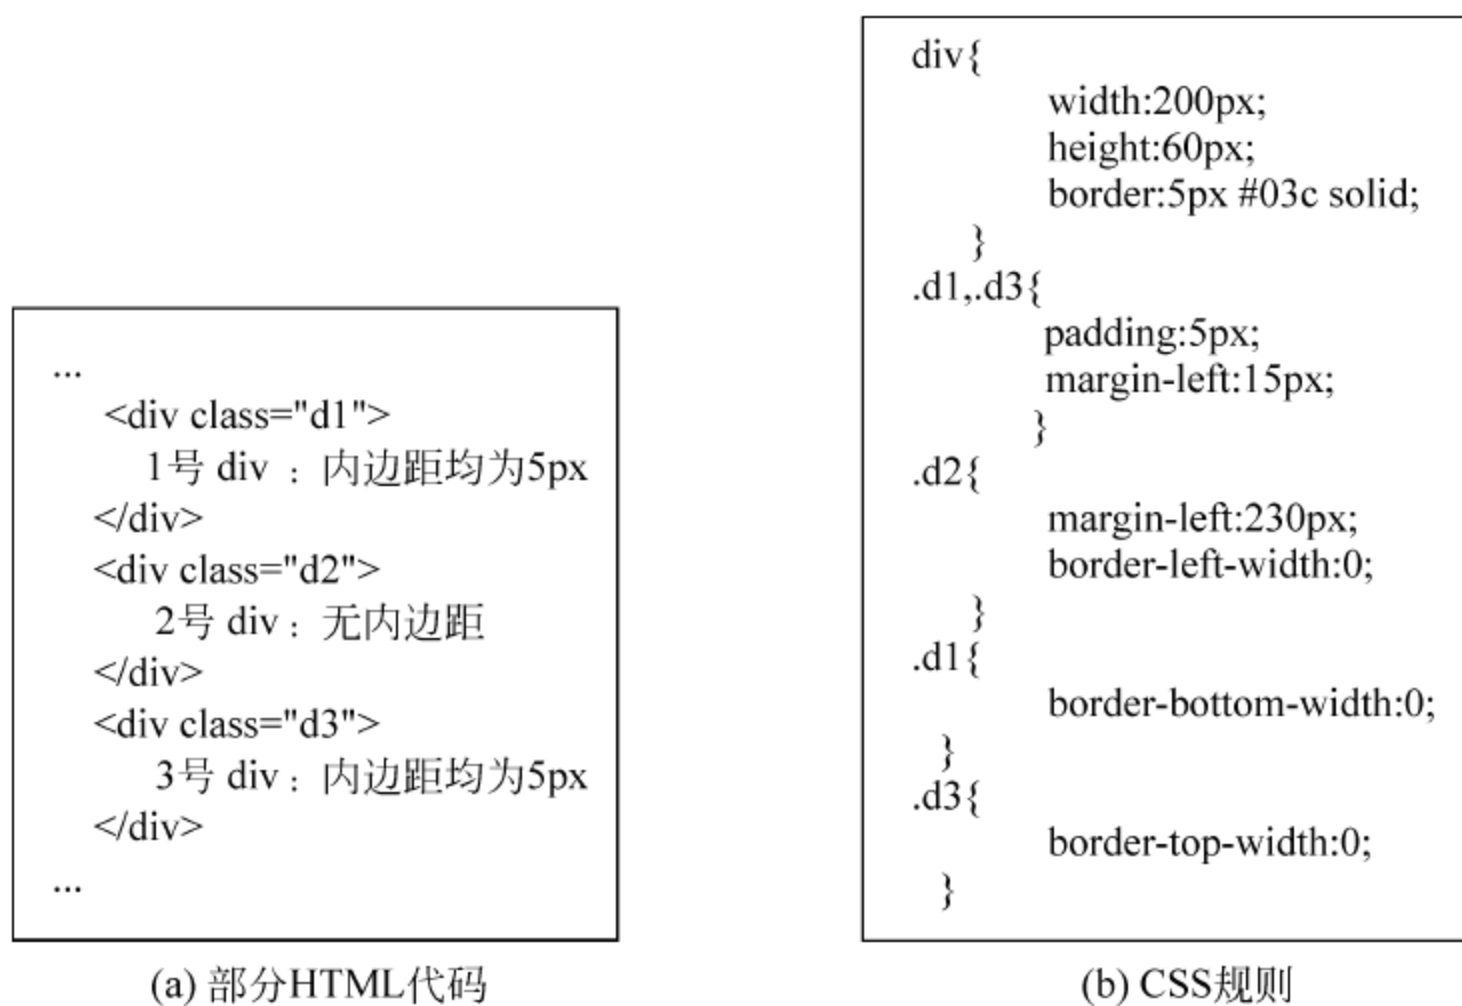 ...
<div class="d1">
1号 div ：内边距均为5px
</div>
<div class="d2">
2号 div：无内边距
</div>
<div class="d3">
3号 div：内边距均为5px
</div>
...
(a) 部分HTML代码
div{
width:200px;
height:60px;
border:5px #03c solid;
}
.d1,.d3{
padding:5px;
margin-left:15px;
}
.d2{
margin-left:230px;
border-left-width:0;
}
.d1{
border-bottom-width:0;
}
.d3{
border-top-width:0;
}
(b) CSS规则